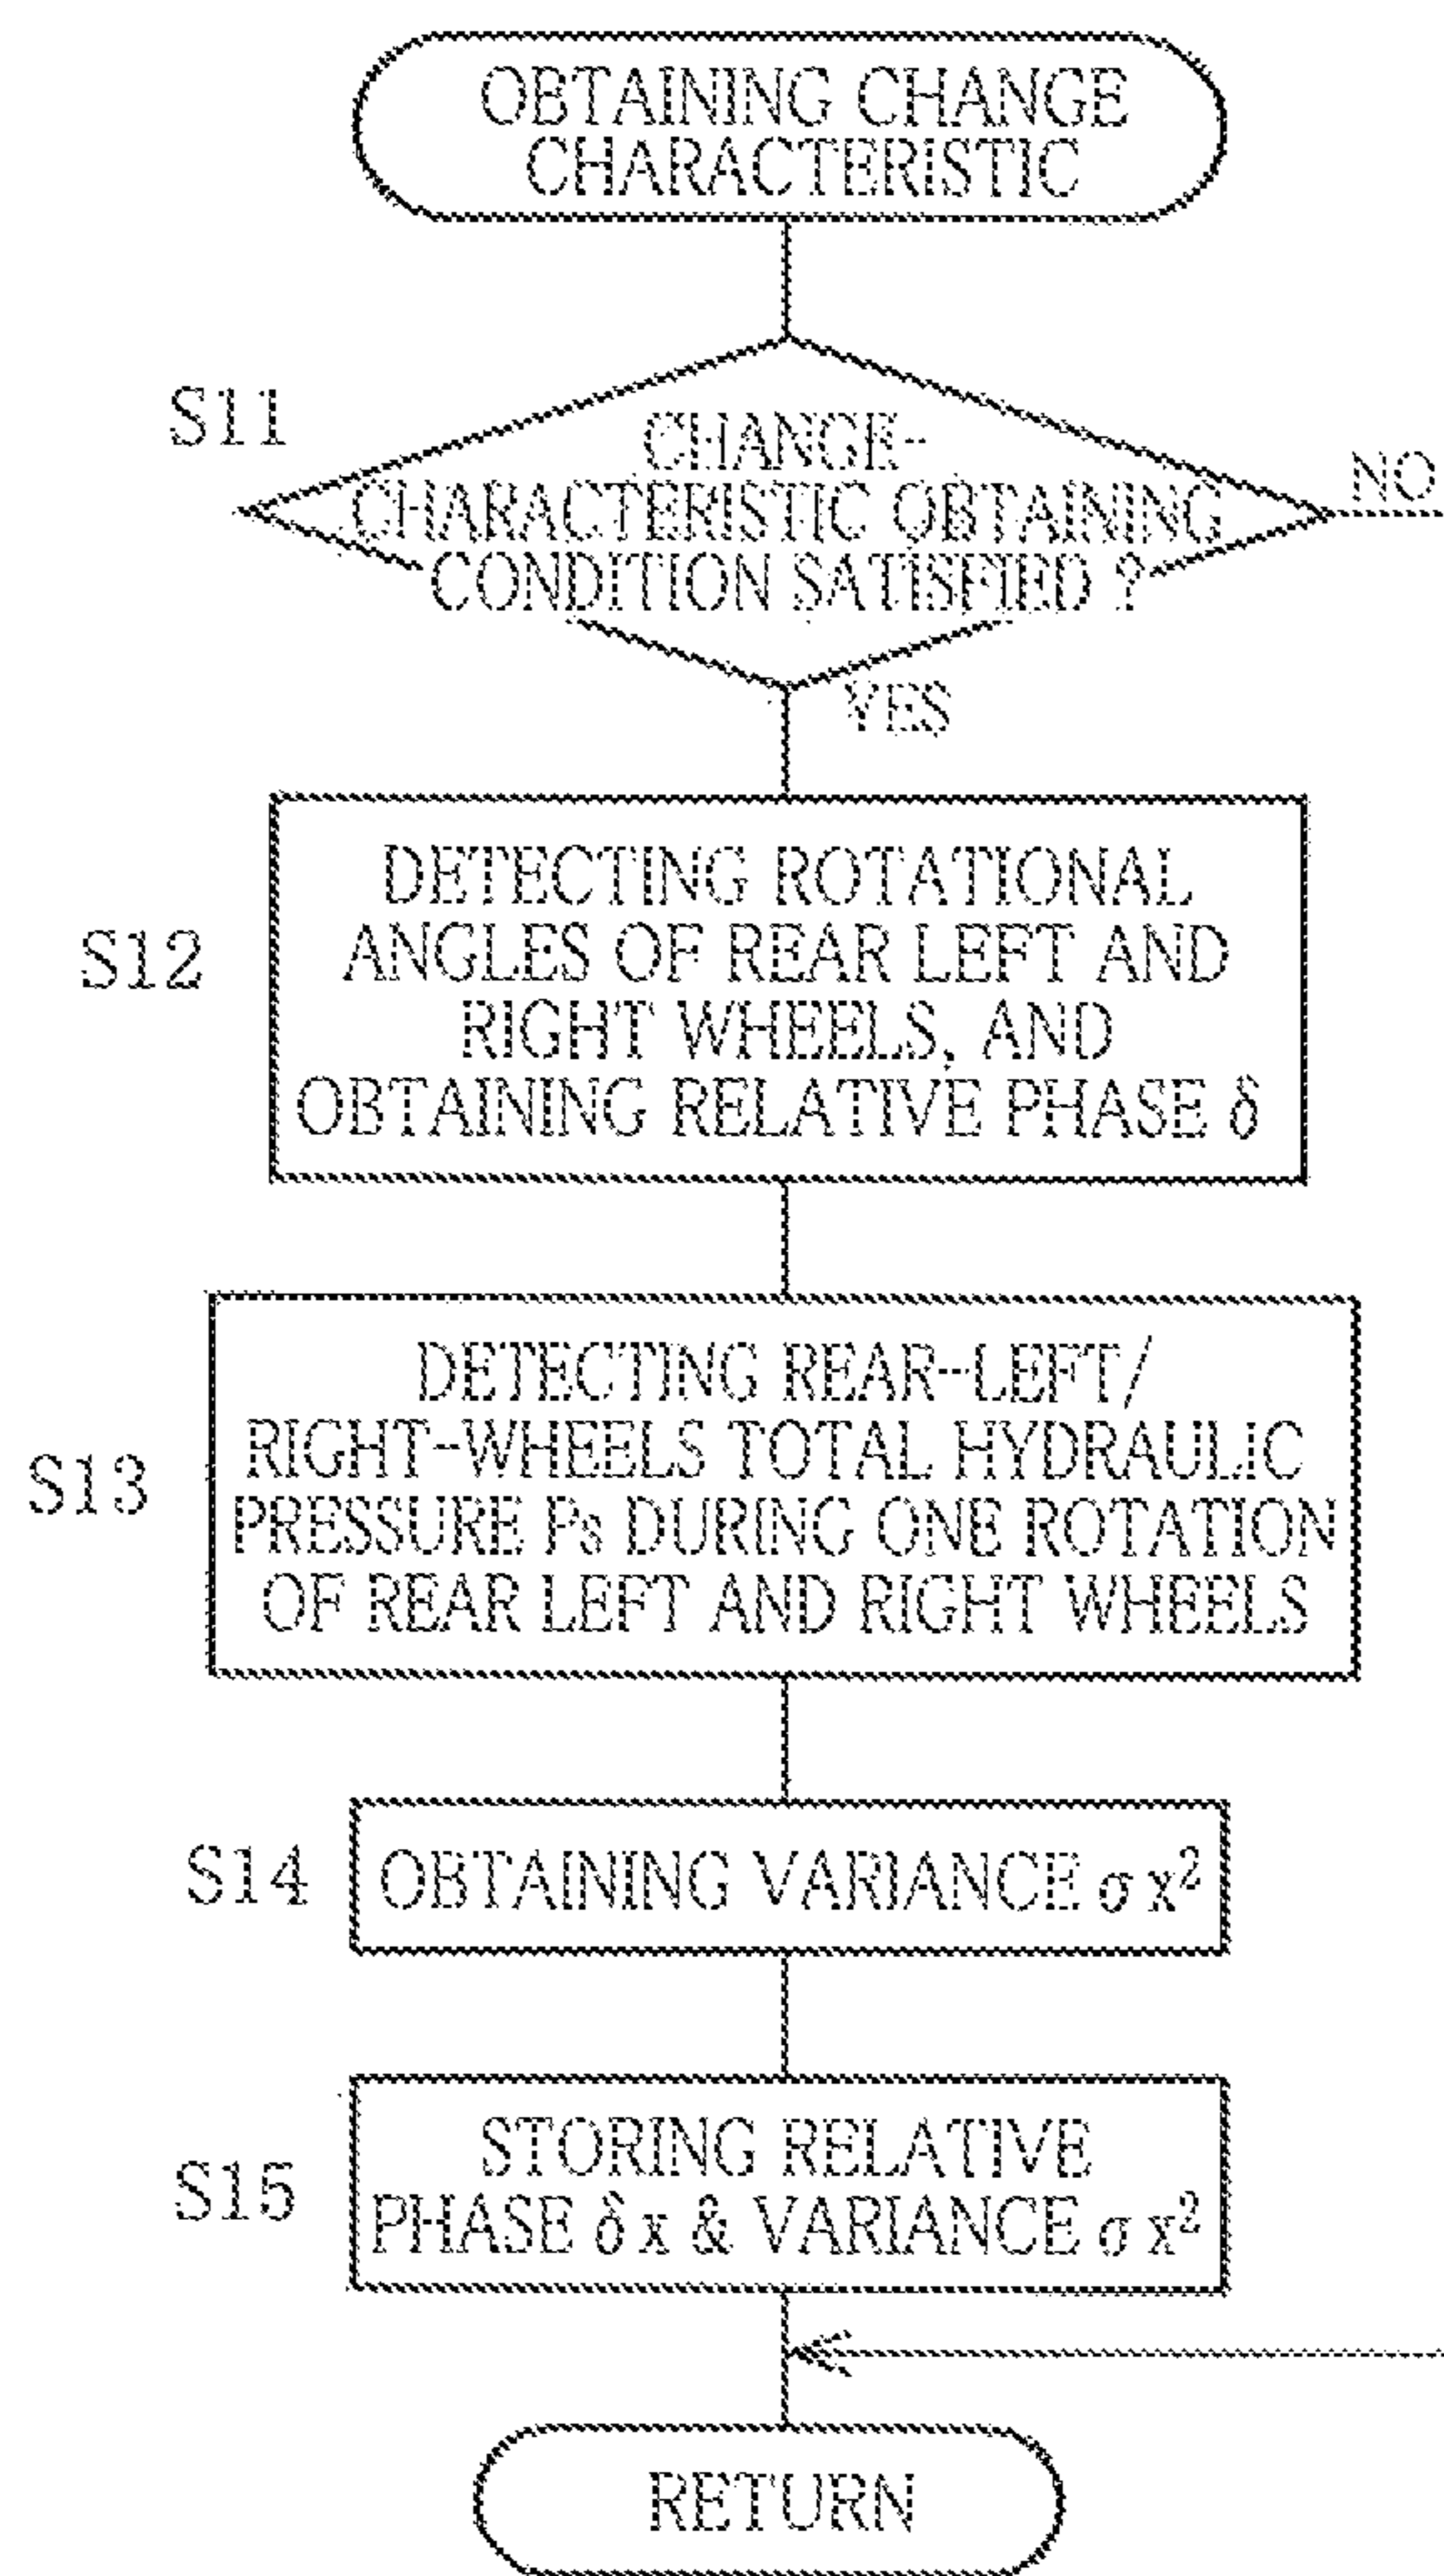 OBTAINING CHANGE
CHARACTERISTIC
S11
CHANGE-
CHARACTERISTIC OBTAINING
CONDITION SATISFIED ?
NO
YES
S12
DETECTING ROTATIONAL
ANGLES OF REAR LEFT AND
RIGHT WHEELS, AND
OBTAINING RELATIVE PHASE δ
S13
DETECTING REAR-LEFT/
RIGHT-WHEELS TOTAL HYDRAULIC
PRESSURE Ps DURING ONE ROTATION
OF REAR LEFT AND RIGHT WHEELS
S14
OBTAINING VARIANCE σx²
S15
STORING RELATIVE
PHASE δx & VARIANCE σx²
RETURN